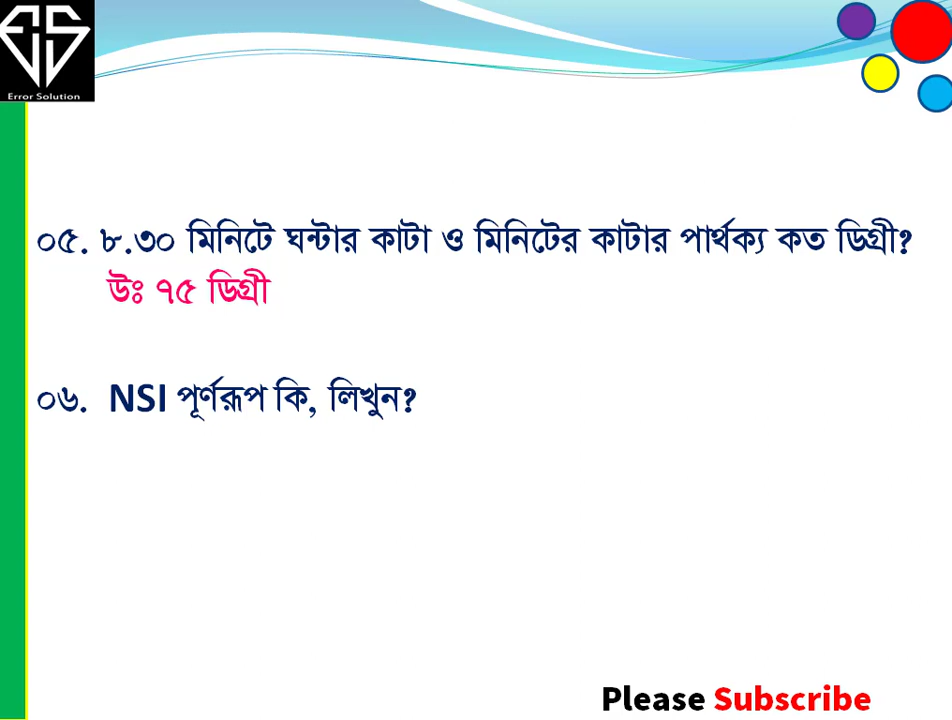 Error Solution
০৫. ৮.৩০ মিনিটে ঘন্টার কাটা ও মিনিটের কাটার পার্থক্য কত ডিগ্রী?
উঃ ৭৫ ডিগ্রী
০৬. NSI পূর্ণরূপ কি, লিখুন?
Please Subscribe